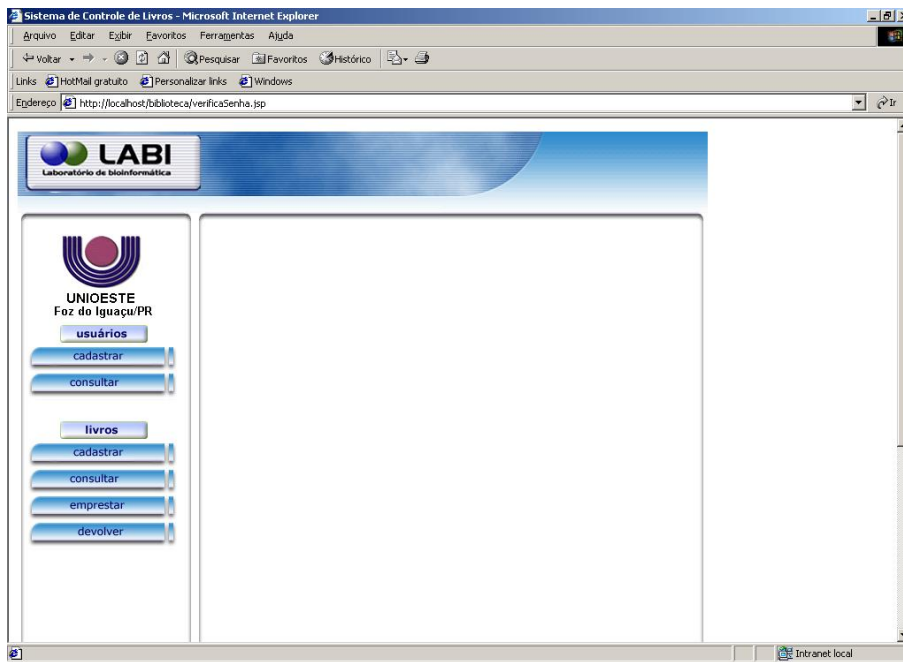 Sistema de Controle de Livros - Microsoft Internet Explorer
Arquivo Editar Exibir Favoritos Ferramentas Ajuda
Voltar Pesquisar Favoritos Histórico
Links HotMail gratuito Personalizar links Windows
Endereço http://localhost/biblioteca/verificaSenha.jsp Ir
LABI
Laboratório de bioinformática
UNIOESTE
Foz do Iguaçu/PR
usuários
cadastrar
consultar
livros
cadastrar
consultar
emprestar
devolver
Intranet local